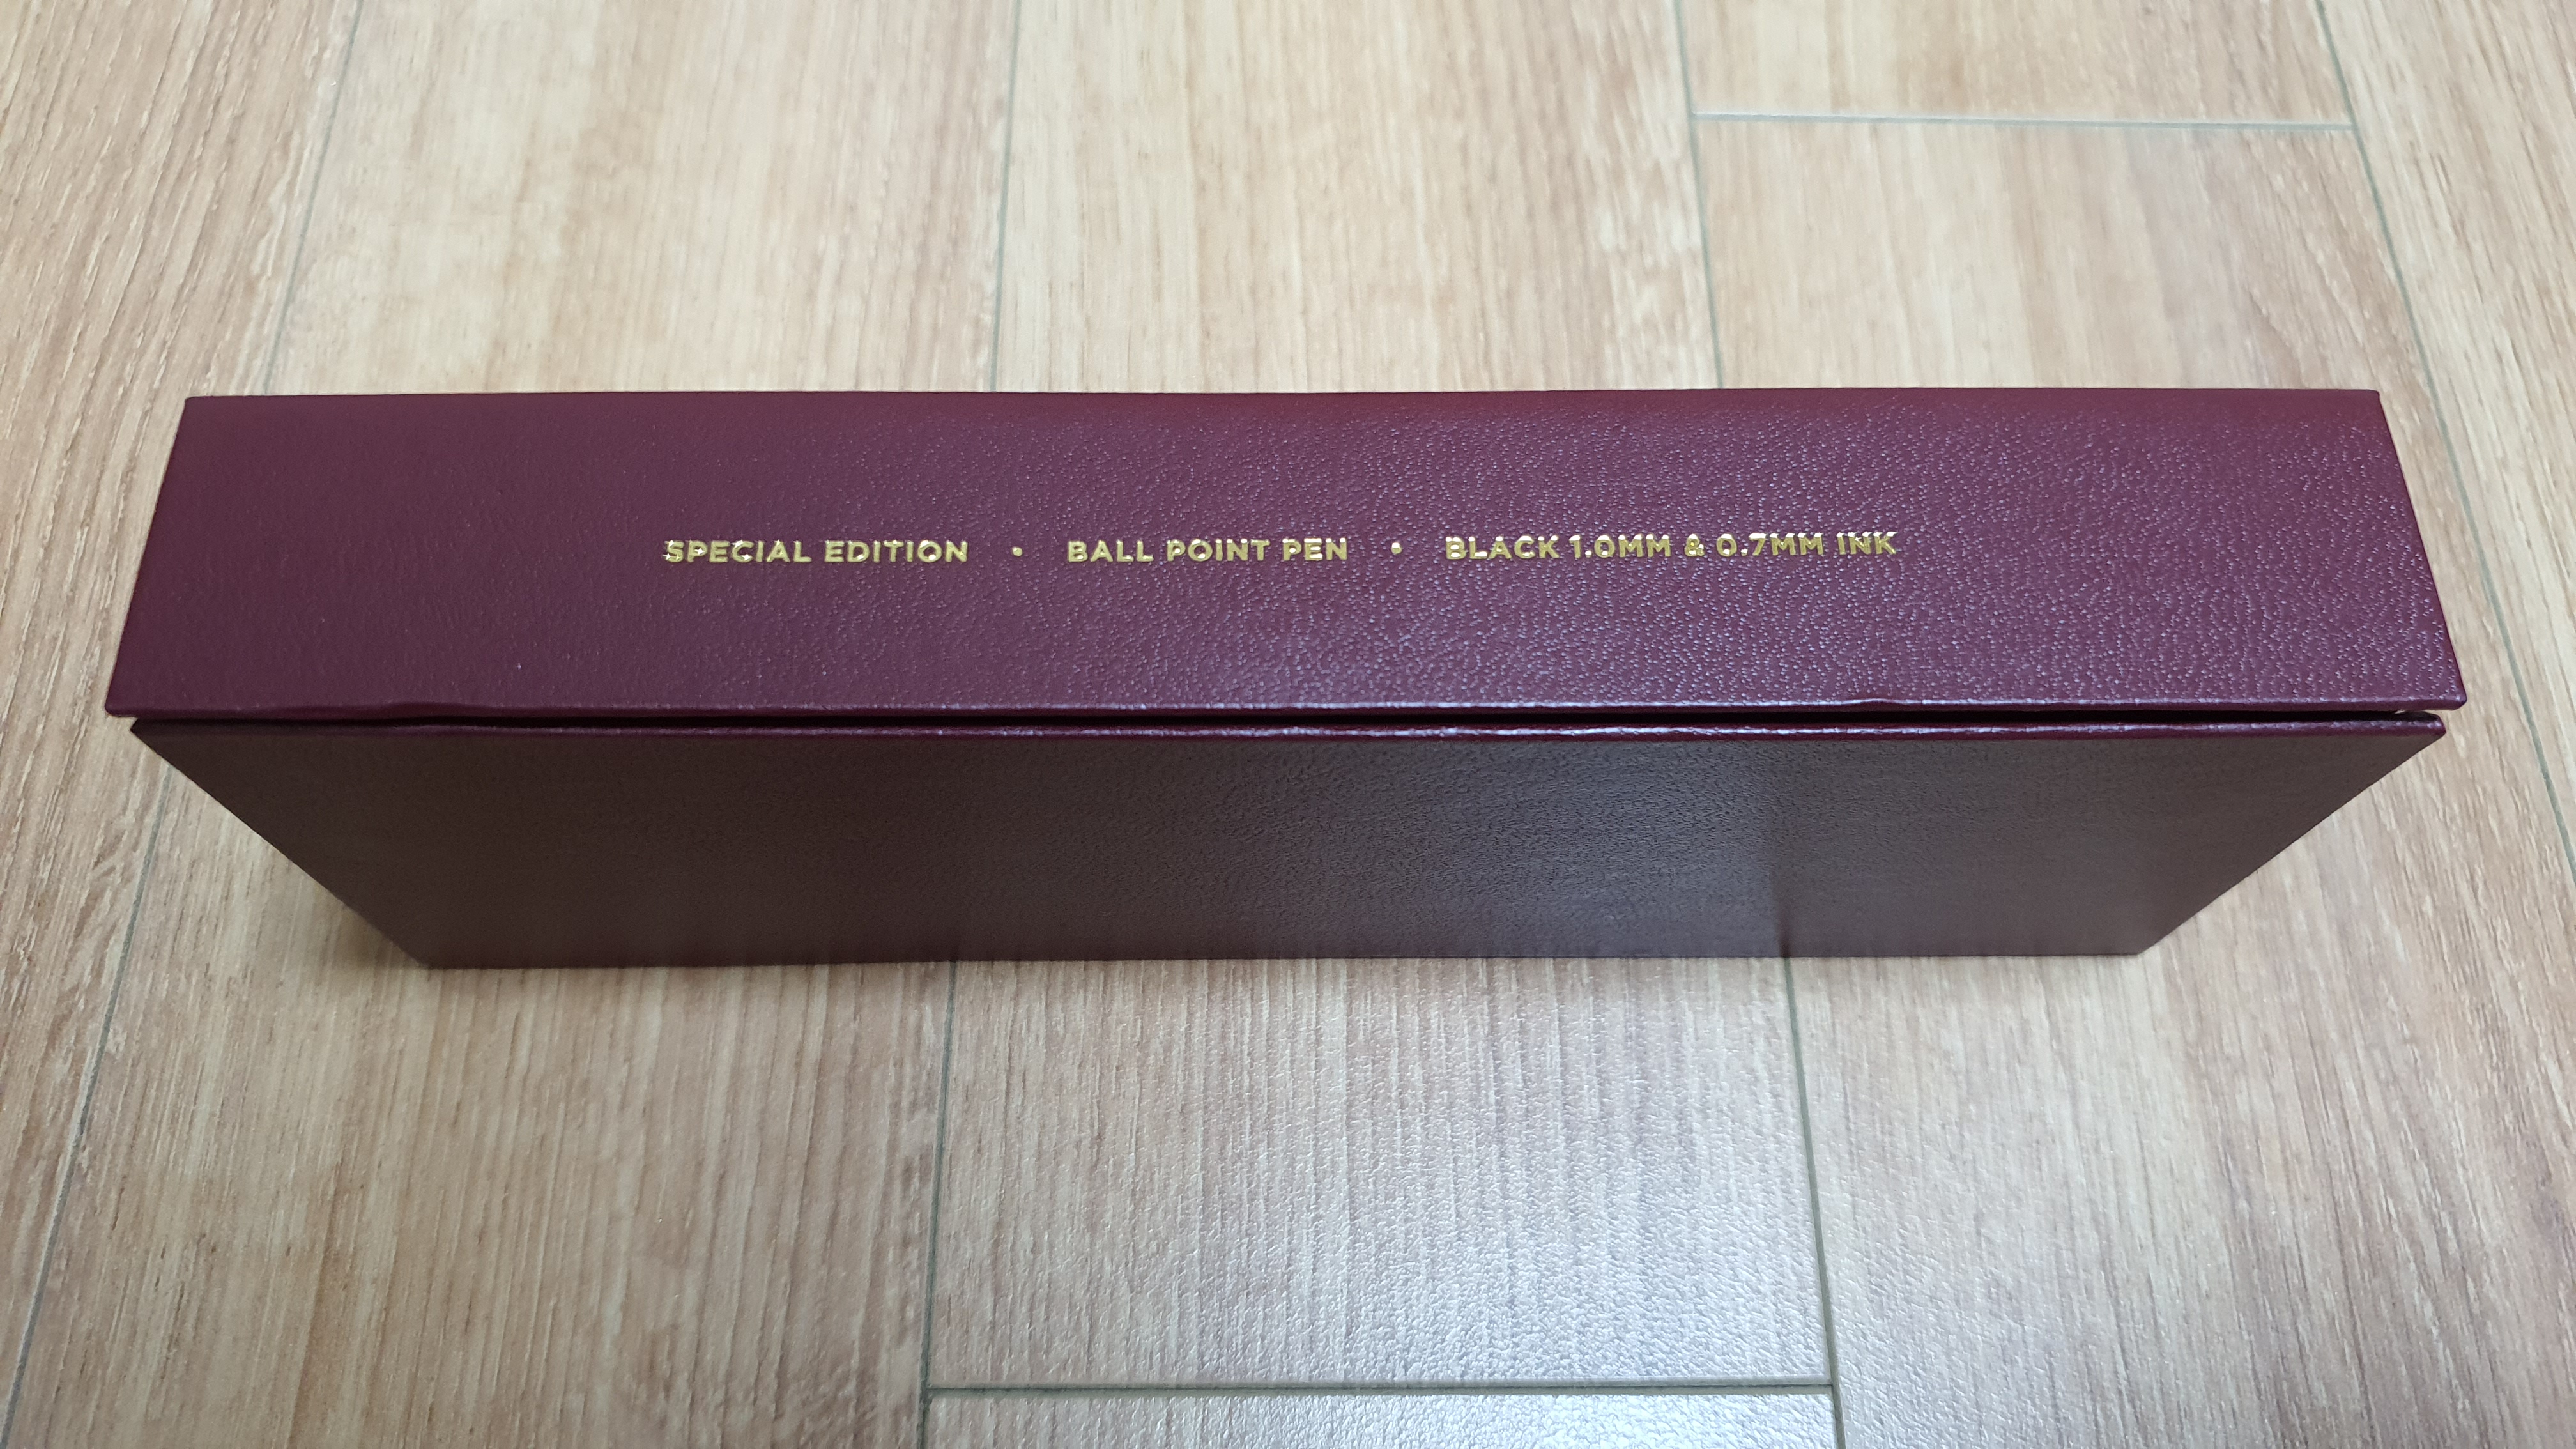 SPECIAL EDITION • BALL POINT PEN • BLACK 1.0MM & 0.7MM INK